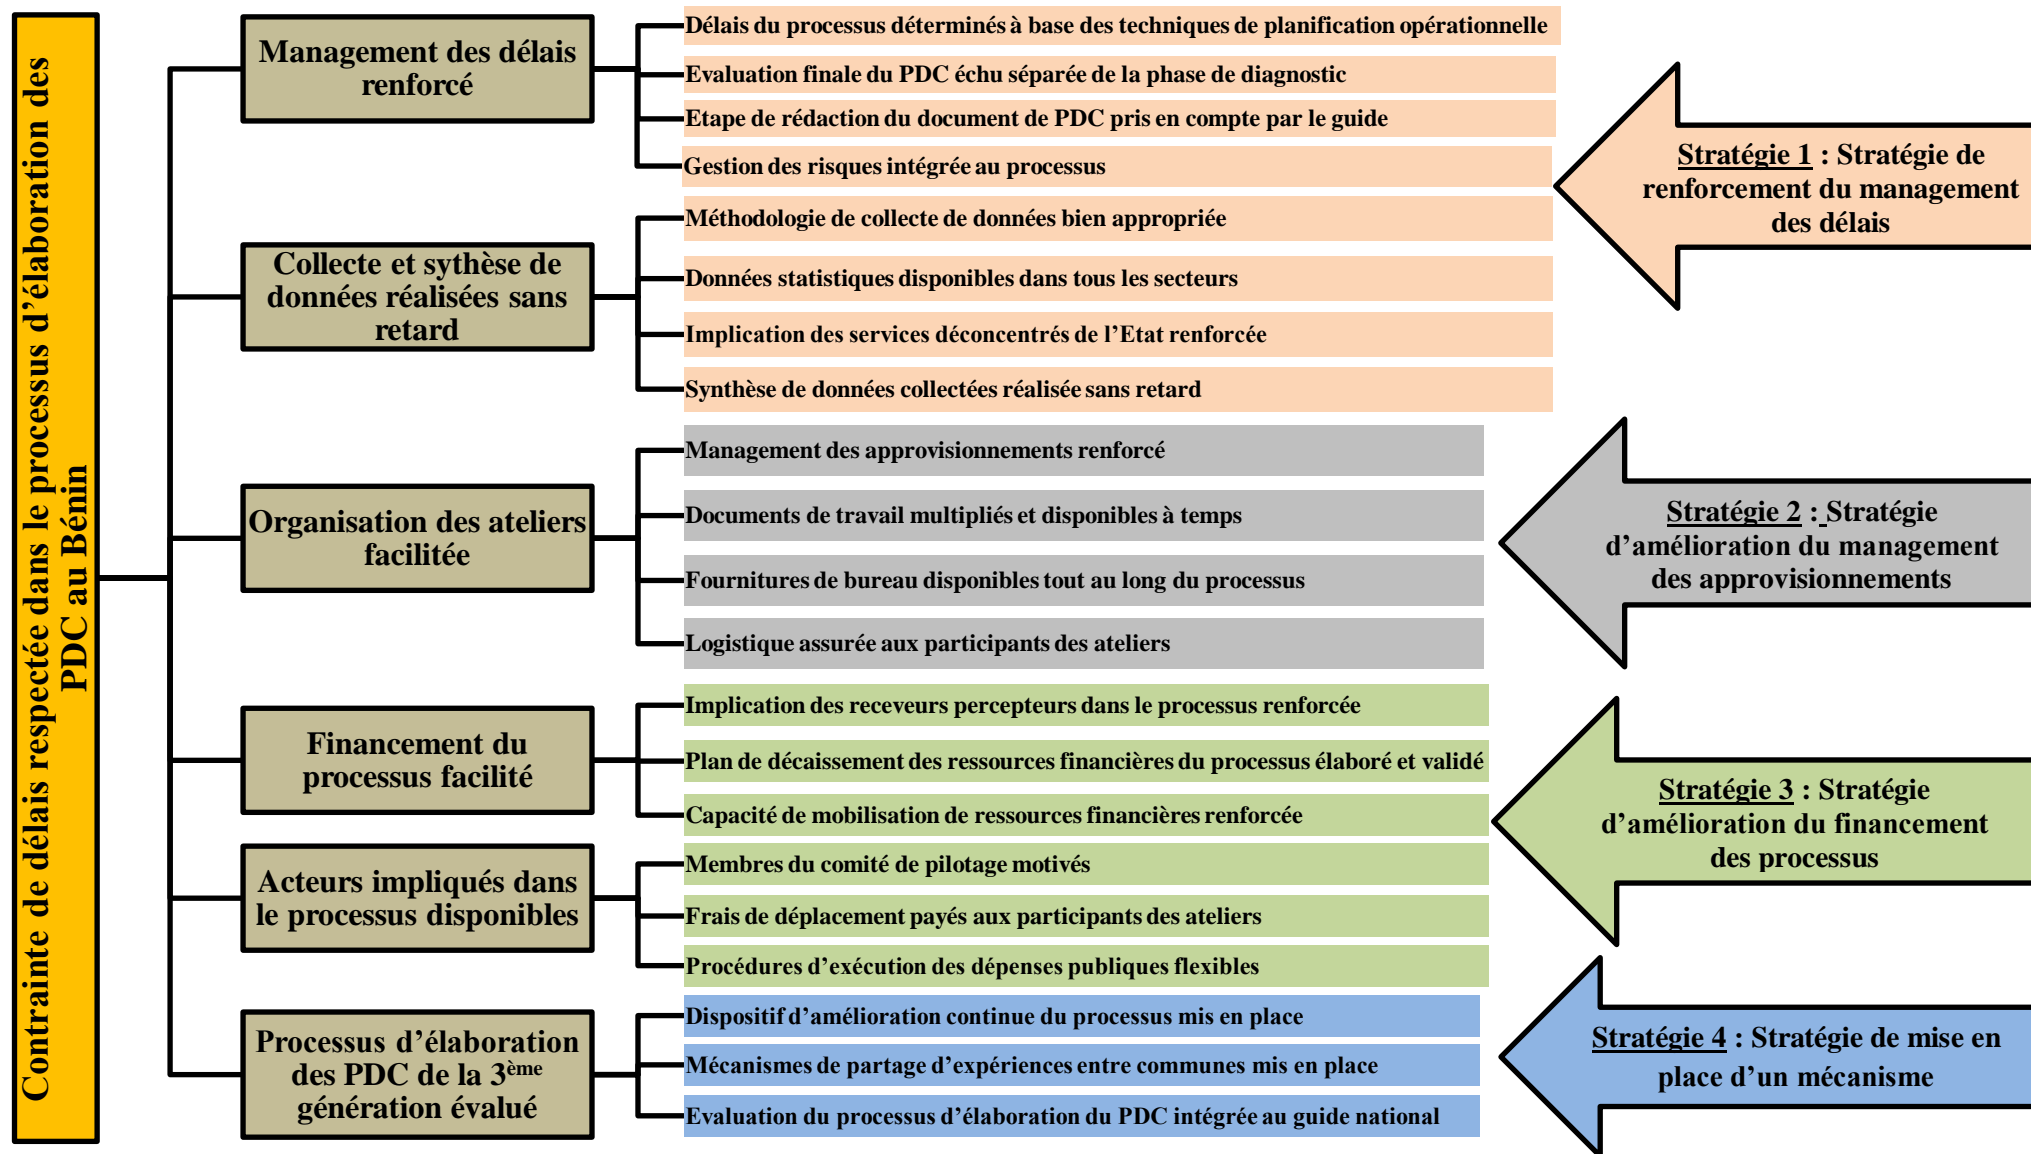 Contrainte de délais respectée dans le processus d’élaboration des
PDC au Bénin
Management des délais
renforcé
Délais du processus déterminés à base des techniques de planification opérationnelle
Evaluation finale du PDC échu séparée de la phase de diagnostic
Etape de rédaction du document de PDC pris en compte par le guide
Gestion des risques intégrée au processus
Collecte et sythèse de
données réalisées sans
retard
Méthodologie de collecte de données bien appropriée
Données statistiques disponibles dans tous les secteurs
Implication des services déconcentrés de l’Etat renforcée
Synthèse de données collectées réalisée sans retard
Stratégie 1 : Stratégie de
renforcement du management
des délais
Organisation des ateliers
facilitée
Management des approvisionnements renforcé
Documents de travail multipliés et disponibles à temps
Fournitures de bureau disponibles tout au long du processus
Logistique assurée aux participants des ateliers
Stratégie 2 : Stratégie
d’amélioration du management
des approvisionnements
Financement du
processus facilité
Implication des receveurs percepteurs dans le processus renforcée
Plan de décaissement des ressources financières du processus élaboré et validé
Capacité de mobilisation de ressources financières renforcée
Acteurs impliqués dans
le processus disponibles
Membres du comité de pilotage motivés
Frais de déplacement payés aux participants des ateliers
Procédures d’exécution des dépenses publiques flexibles
Stratégie 3 : Stratégie
d’amélioration du financement
des processus
Processus d’élaboration
des PDC de la 3ème
génération évalué
Dispositif d’amélioration continue du processus mis en place
Mécanismes de partage d’expériences entre communes mis en place
Evaluation du processus d’élaboration du PDC intégrée au guide national
Stratégie 4 : Stratégie de mise en
place d’un mécanisme